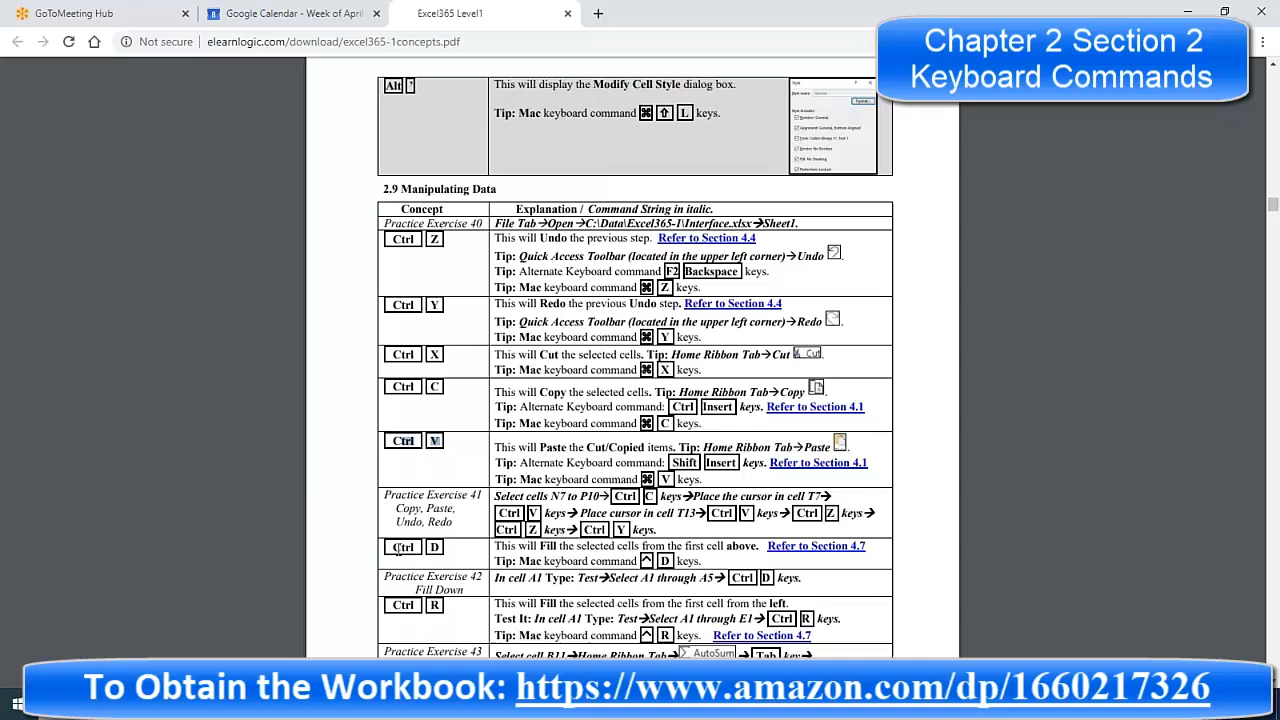 GoToMeeting Hub
Google Calendar - Week of April
Excel365 Level1
Not secure
elearnlogic.com/download/excel365-1concepts.pdf
Chapter 2 Section 2
Keyboard Commands
Alt '
This will display the Modify Cell Style dialog box.
Tip: Mac keyboard command ⌘ ⇧ L keys.
2.9 Manipulating Data
Concept Explanation / Command String in italic.
Practice Exercise 40 File Tab→Open→C:\Data\Excel365-1\Interface.xlsx→Sheet1.
Ctrl Z This will Undo the previous step. Refer to Section 4.4
Tip: Quick Access Toolbar (located in the upper left corner)→Undo .
Tip: Alternate Keyboard command F2 Backspace keys.
Tip: Mac keyboard command ⌘ Z keys.
Ctrl Y This will Redo the previous Undo step. Refer to Section 4.4
Tip: Quick Access Toolbar (located in the upper left corner)→Redo .
Tip: Mac keyboard command ⌘ Y keys.
Ctrl X This will Cut the selected cells. Tip: Home Ribbon Tab→Cut Cut.
Tip: Mac keyboard command ⌘ X keys.
Ctrl C This will Copy the selected cells. Tip: Home Ribbon Tab→Copy .
Tip: Alternate Keyboard command: Ctrl Insert keys. Refer to Section 4.1
Tip: Mac keyboard command ⌘ C keys.
Ctrl V This will Paste the Cut/Copied items. Tip: Home Ribbon Tab→Paste .
Tip: Alternate Keyboard command: Shift Insert keys. Refer to Section 4.1
Tip: Mac keyboard command ⌘ V keys.
Practice Exercise 41 Select cells N7 to P10→ Ctrl C keys→Place the cursor in cell T7→
Copy, Paste, Ctrl V keys→ Place cursor in cell T13→ Ctrl V keys→ Ctrl Z keys→
Undo, Redo Ctrl Z keys→ Ctrl Y keys.
Ctrl D This will Fill the selected cells from the first cell above. Refer to Section 4.7
Tip: Mac keyboard command ^ D keys.
Practice Exercise 42 In cell A1 Type: Test→Select A1 through A5→ Ctrl D keys.
Fill Down
Ctrl R This will Fill the selected cells from the first cell from the left.
Test It: In cell A1 Type: Test→Select A1 through E1→ Ctrl R keys.
Tip: Mac keyboard command ^ R keys. Refer to Section 4.7
Practice Exercise 43 Select cell B11→Home Ribbon Tab→ Σ AutoSum → Tab key→
To Obtain the Workbook: https://www.amazon.com/dp/1660217326